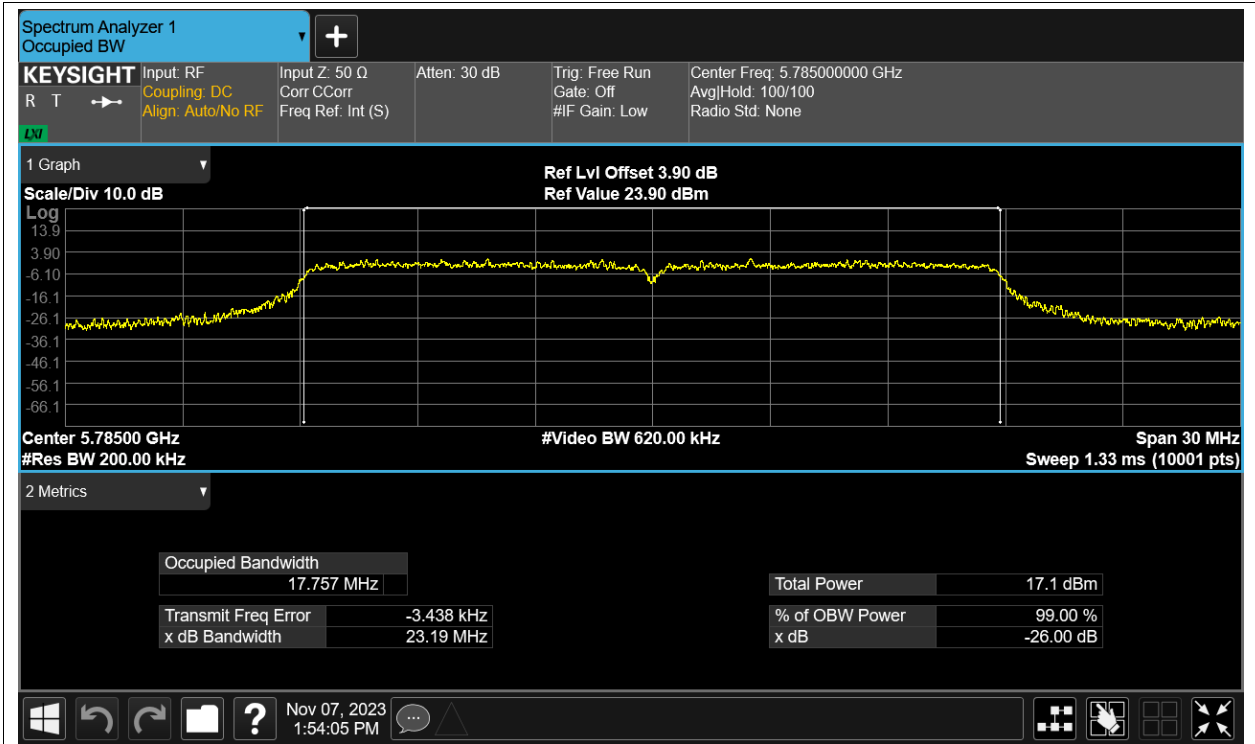 Spectrum Analyzer 1
Occupied BW
KEYSIGHT
R T
LXI
Input: RF
Coupling: DC
Align: Auto/No RF
Input Z: 50 Ω
Corr CCorr
Freq Ref: Int (S)
Atten: 30 dB
Trig: Free Run
Gate: Off
#IF Gain: Low
Center Freq: 5.785000000 GHz
Avg|Hold: 100/100
Radio Std: None
1 Graph
Ref Lvl Offset 3.90 dB
Scale/Div 10.0 dB
Ref Value 23.90 dBm
Log
13.9
3.90
-6.10
-16.1
-26.1
-36.1
-46.1
-56.1
-66.1
Center 5.78500 GHz
#Video BW 620.00 kHz
Span 30 MHz
#Res BW 200.00 kHz
Sweep 1.33 ms (10001 pts)
2 Metrics
Occupied Bandwidth
17.757 MHz
Total Power 17.1 dBm
Transmit Freq Error -3.438 kHz
% of OBW Power 99.00 %
x dB Bandwidth 23.19 MHz
x dB -26.00 dB
?
Nov 07, 2023
1:54:05 PM